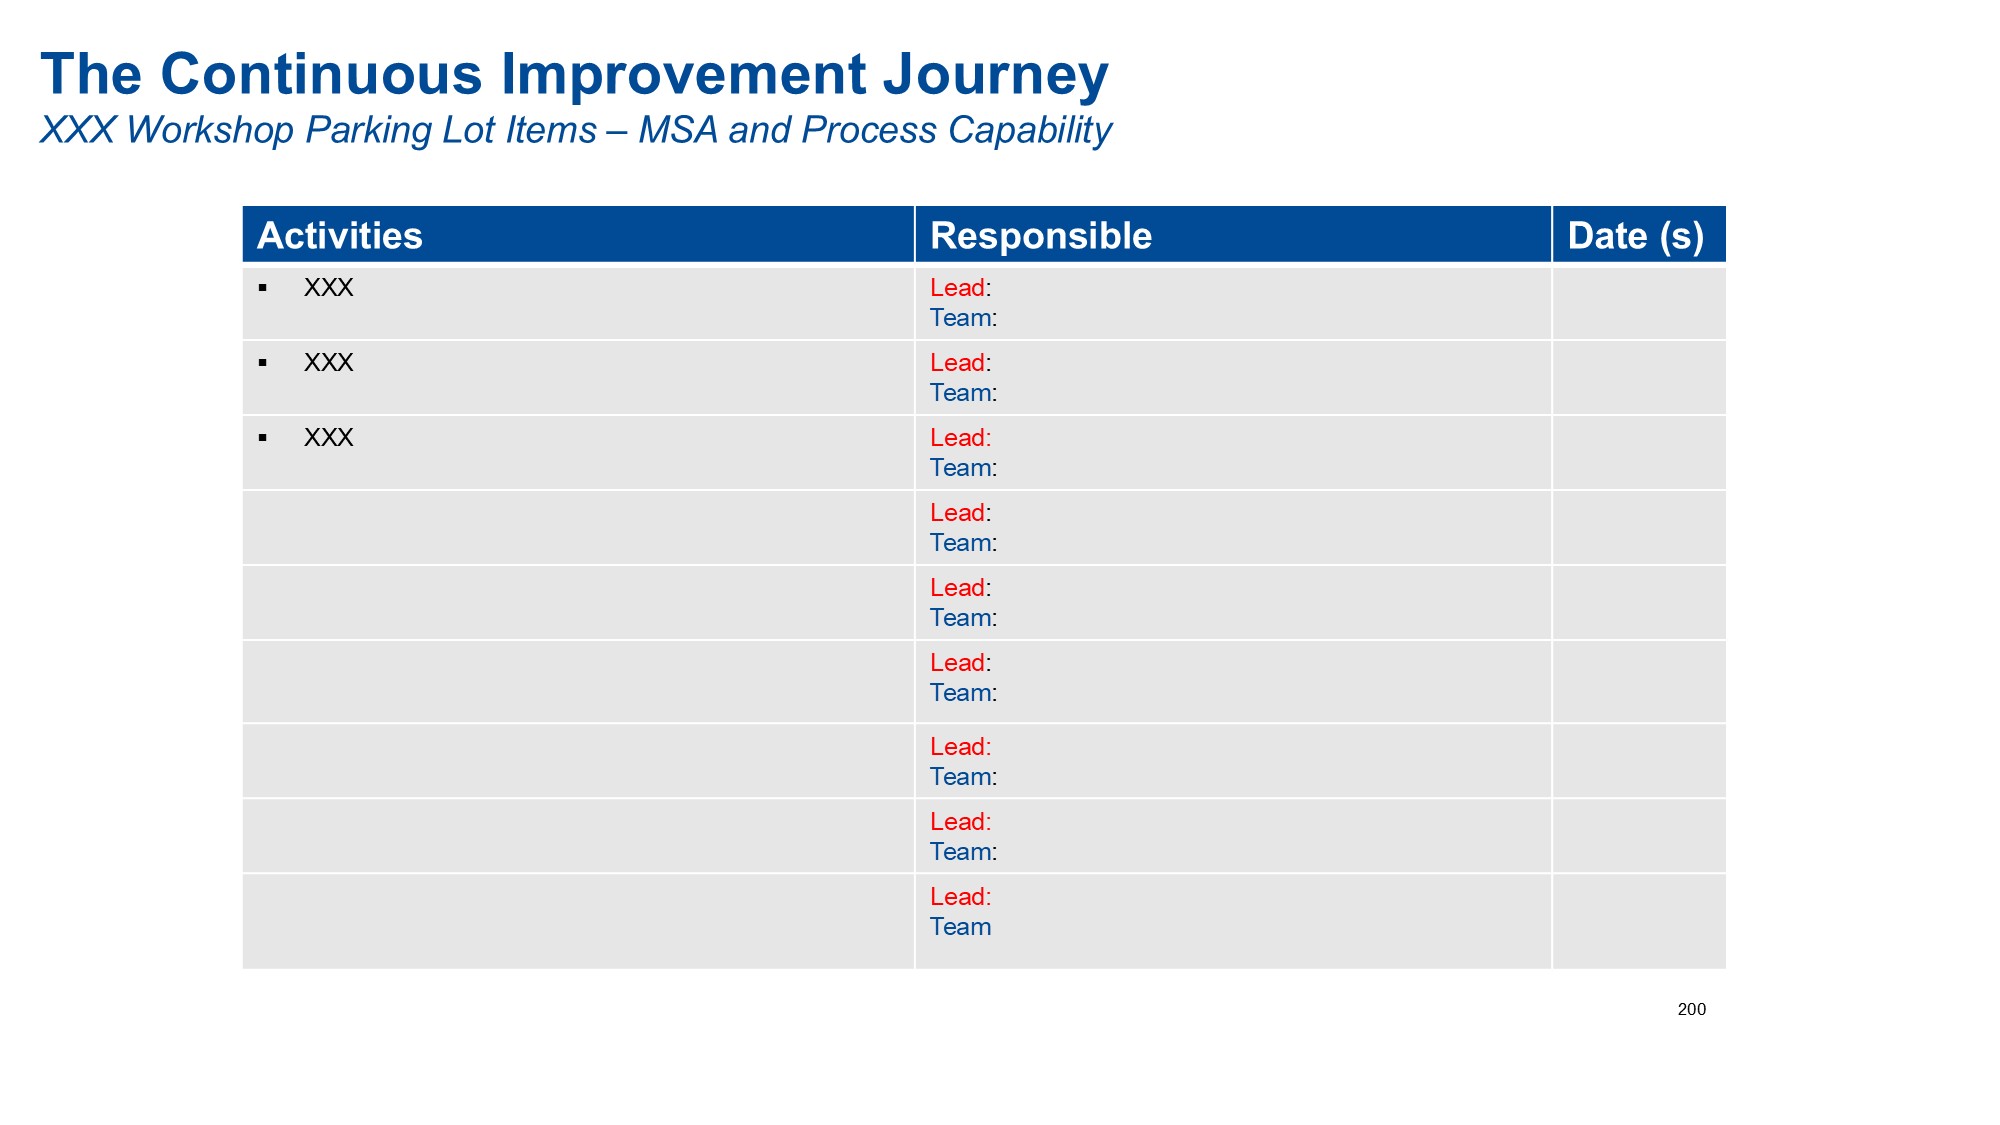 The Continuous Improvement Journey
XXX Workshop Parking Lot Items – MSA and Process Capability
Activities Responsible Date (s)
▪ XXX Lead:
Team:
▪ XXX Lead:
Team:
▪ XXX Lead:
Team:
Lead:
Team:
Lead:
Team:
Lead:
Team:
Lead:
Team:
Lead:
Team:
Lead:
Team
200